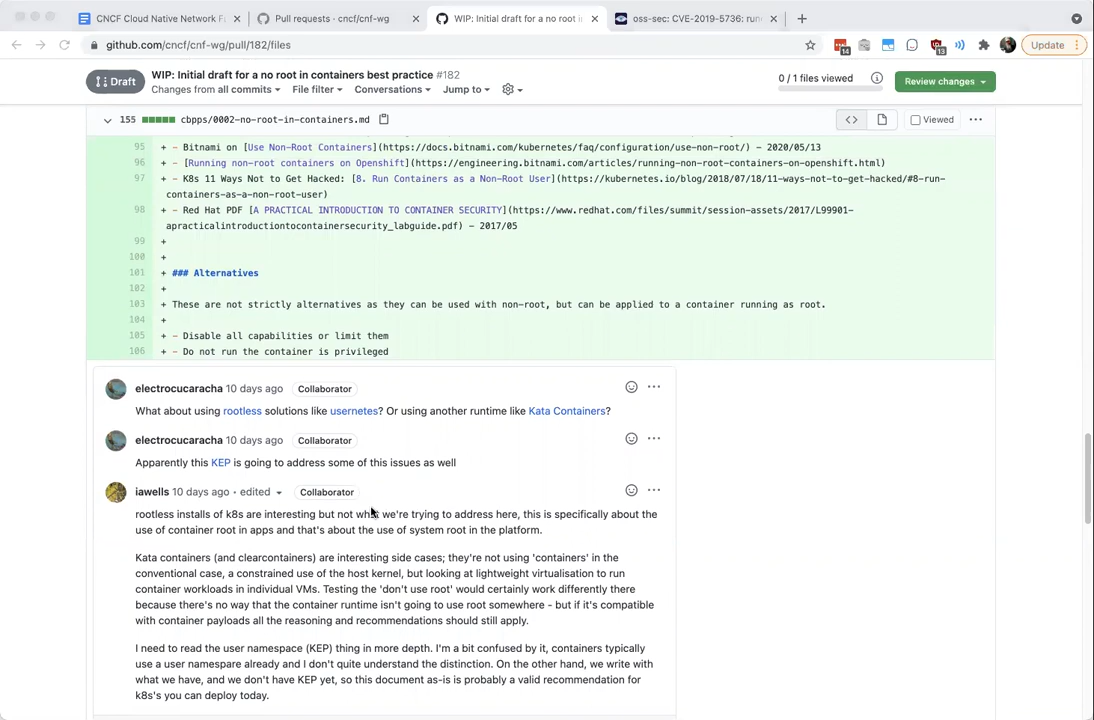 CNCF Cloud Native Network F
Pull requests · cncf/cnf-wg
WIP: Initial draft for a no root i
oss-sec: CVE-2019-5736: run
github.com/cncf/cnf-wg/pull/182/files
14
13
Update
Draft
WIP: Initial draft for a no root in containers best practice #182
Changes from all commits
File filter
Conversations
Jump to
0 / 1 files viewed
Review changes
155
cbpps/0002-no-root-in-containers.md
Viewed
95 + - Bitnami on [Use Non-Root Containers](https://docs.bitnami.com/kubernetes/faq/configuration/use-non-root/) - 2020/05/13
96 + - [Running non-root containers on Openshift](https://engineering.bitnami.com/articles/running-non-root-containers-on-openshift.html)
97 + - K8s 11 Ways Not to Get Hacked: [8. Run Containers as a Non-Root User](https://kubernetes.io/blog/2018/07/18/11-ways-not-to-get-hacked/#8-run-
containers-as-a-non-root-user)
98 + - Red Hat PDF [A PRACTICAL INTRODUCTION TO CONTAINER SECURITY](https://www.redhat.com/files/summit/session-assets/2017/L99901-
apracticalintroductiontocontainersecurity_labguide.pdf) - 2017/05
99 +
100 +
101 + ### Alternatives
102 +
103 + These are not strictly alternatives as they can be used with non-root, but can be applied to a container running as root.
104 +
105 + - Disable all capabilities or limit them
106 + - Do not run the container is privileged
electrocucaracha 10 days ago Collaborator
What about using rootless solutions like usernetes? Or using another runtime like Kata Containers?
electrocucaracha 10 days ago Collaborator
Apparently this KEP is going to address some of this issues as well
iawells 10 days ago • edited Collaborator
rootless installs of k8s are interesting but not what we're trying to address here, this is specifically about the
use of container root in apps and that's about the use of system root in the platform.
Kata containers (and clearcontainers) are interesting side cases; they're not using 'containers' in the
conventional case, a constrained use of the host kernel, but looking at lightweight virtualisation to run
container workloads in individual VMs. Testing the 'don't use root' would certainly work differently there
because there's no way that the container runtime isn't going to use root somewhere - but if it's compatible
with container payloads all the reasoning and recommendations should still apply.
I need to read the user namespace (KEP) thing in more depth. I'm a bit confused by it, containers typically
use a user namespare already and I don't quite understand the distinction. On the other hand, we write with
what we have, and we don't have KEP yet, so this document as-is is probably a valid recommendation for
k8s's you can deploy today.